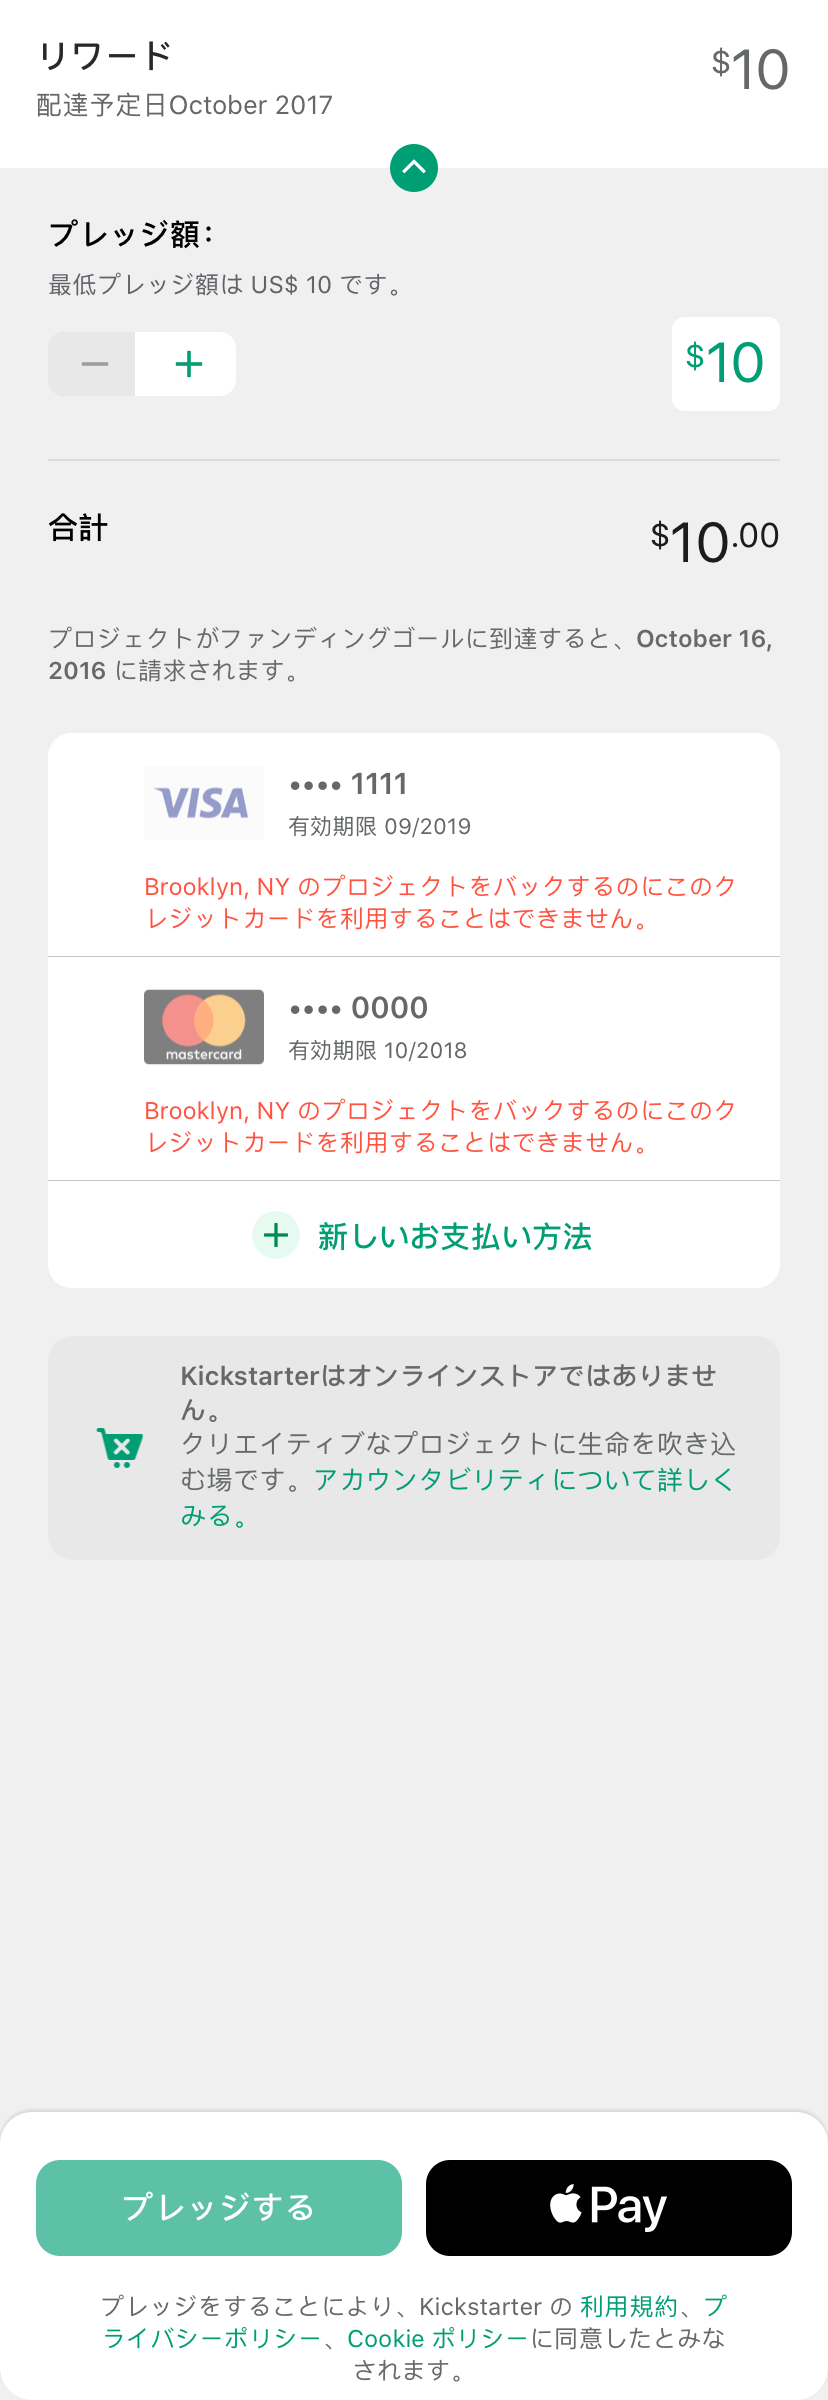 リワード
$10
配達予定日October 2017
プレッジ額:
最低プレッジ額は US$ 10 です。
$10
合計
$10.00
プロジェクトがファンディングゴールに到達すると、October 16,
2016 に請求されます。
VISA
•••• 1111
有効期限 09/2019
Brooklyn, NY のプロジェクトをバックするのにこのク
レジットカードを利用することはできません。
mastercard
•••• 0000
有効期限 10/2018
Brooklyn, NY のプロジェクトをバックするのにこのク
レジットカードを利用することはできません。
新しいお支払い方法
Kickstarterはオンラインストアではありませ
ん。
クリエイティブなプロジェクトに生命を吹き込
む場です。アカウンタビリティについて詳しく
みる。
プレッジする
Pay
プレッジをすることにより、Kickstarter の 利用規約、プ
ライバシーポリシー、Cookie ポリシーに同意したとみな
されます。